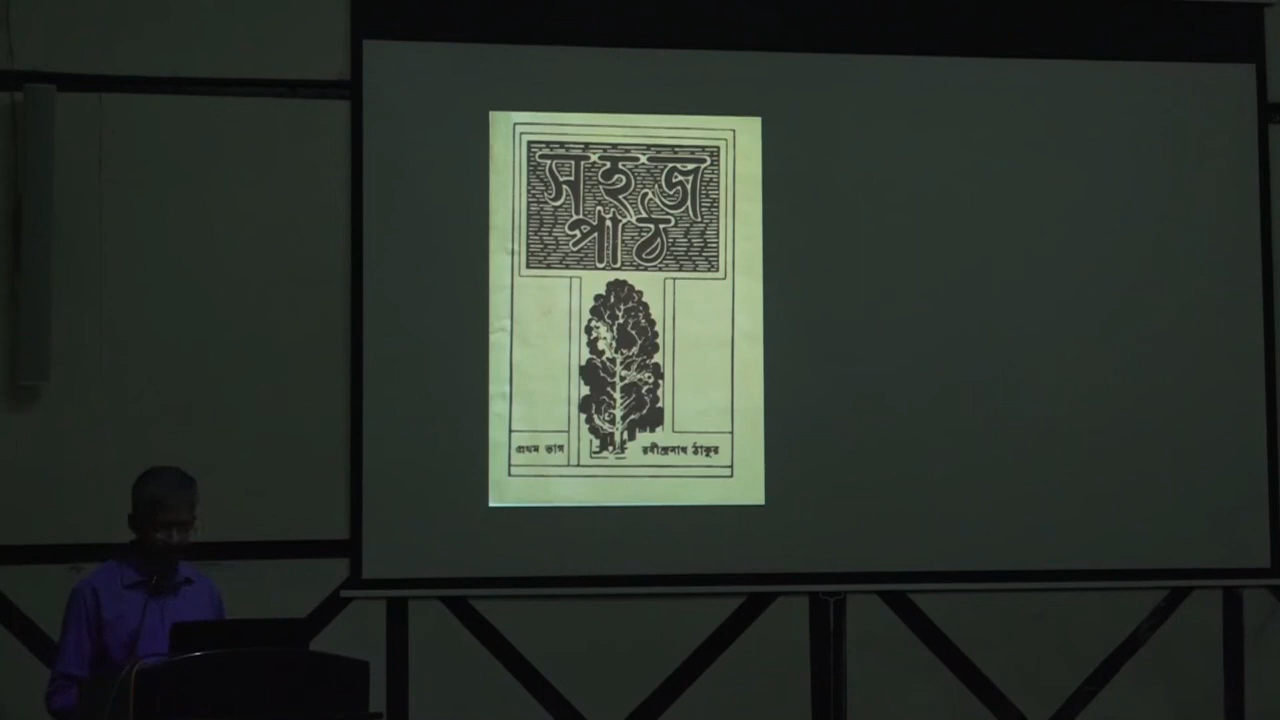 সহজ
পাঠ
প্রথম ভাগ
রবীন্দ্রনাথ ঠাকুর